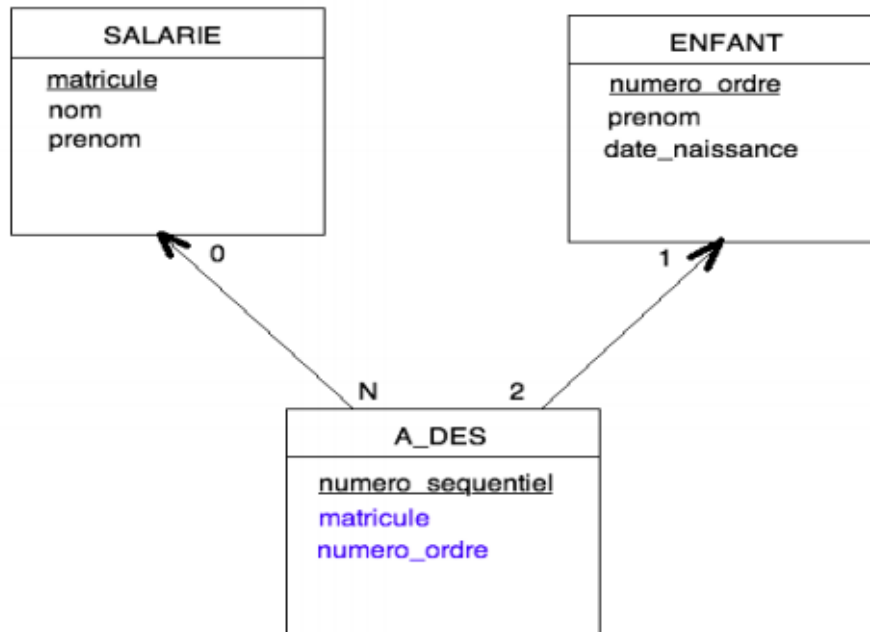 SALARIE
matricule
nom
prenom
ENFANT
numero_ordre
prenom
date_naissance
0
1
N
2
A_DES
numero_sequentiel
matricule
numero_ordre